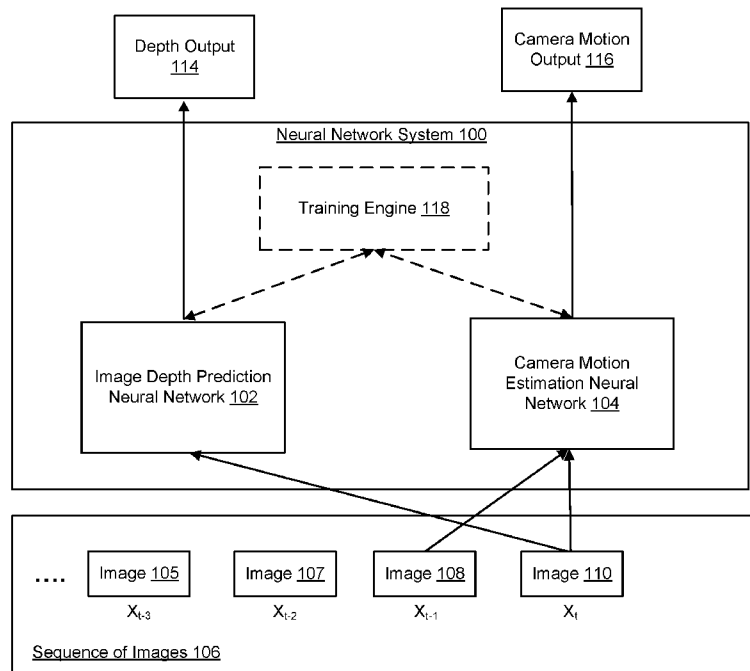 Depth Output
114
Camera Motion
Output 116
Neural Network System 100
Training Engine 118
Image Depth Prediction
Neural Network 102
Camera Motion
Estimation Neural
Network 104
....
Image 105
Image 107
Image 108
Image 110
Xt-3
Xt-2
Xt-1
Xt
Sequence of Images 106